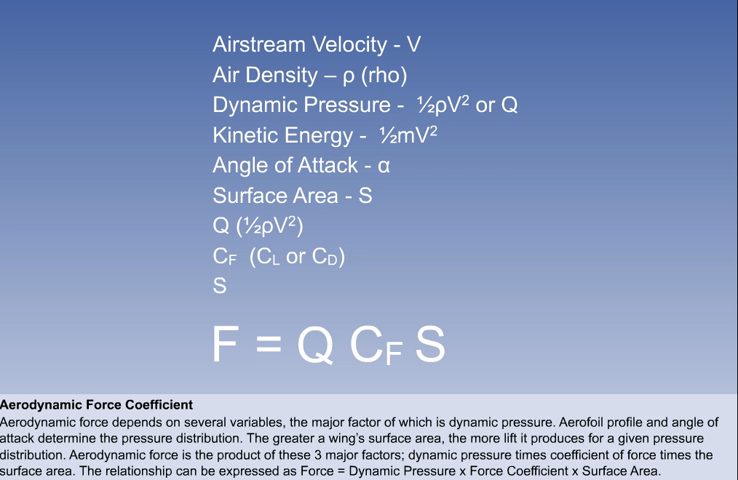 Airstream Velocity - V
Air Density – ρ (rho)
Dynamic Pressure - ½ρV² or Q
Kinetic Energy - ½mV²
Angle of Attack - α
Surface Area - S
Q (½ρV²)
CF (CL or CD)
S
F = Q CF S
Aerodynamic Force Coefficient
Aerodynamic force depends on several variables, the major factor of which is dynamic pressure. Aerofoil profile and angle of
attack determine the pressure distribution. The greater a wing's surface area, the more lift it produces for a given pressure
distribution. Aerodynamic force is the product of these 3 major factors; dynamic pressure times coefficient of force times the
surface area. The relationship can be expressed as Force = Dynamic Pressure x Force Coefficient x Surface Area.